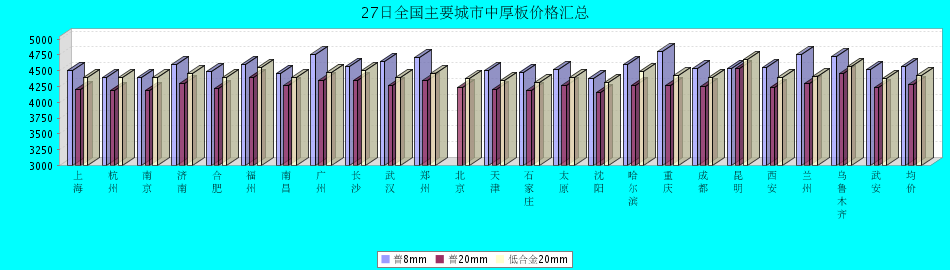 27日全国主要城市中厚板价格汇总
5000
4750
4500
4250
4000
3750
3500
3250
3000
上海
杭州
南京
济南
合肥
福州
南昌
广州
长沙
武汉
郑州
北京
天津
石家庄
太原
沈阳
哈尔滨
重庆
成都
昆明
西安
兰州
乌鲁木齐
武安
均价
普8mm 普20mm 低合金20mm